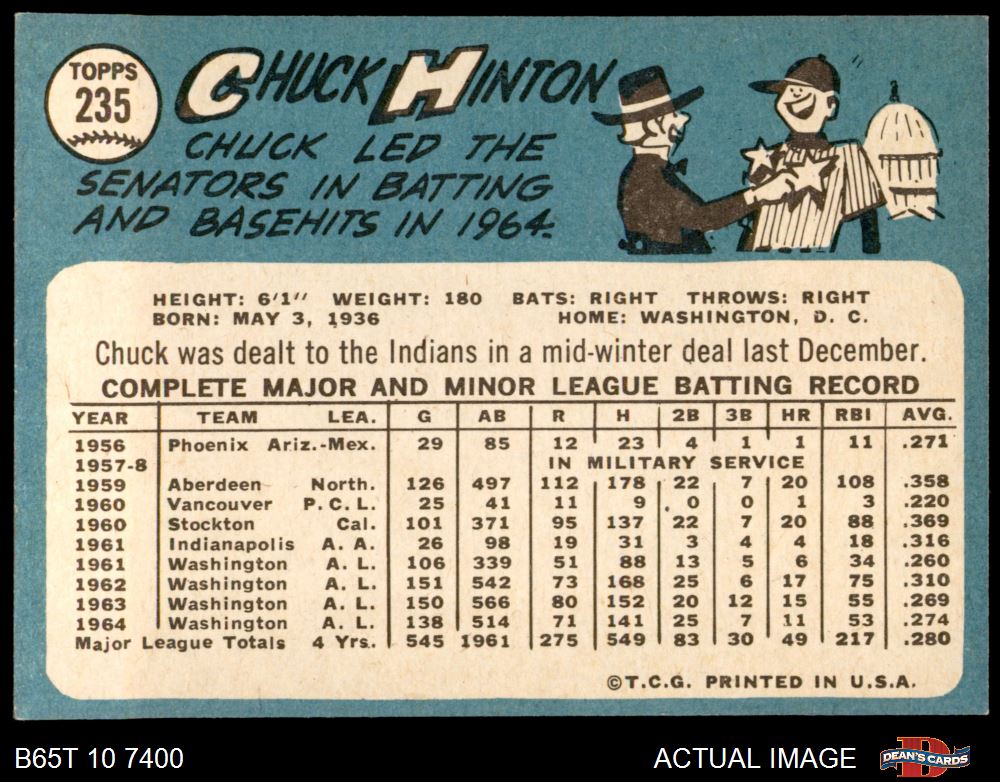 TOPPS
235
CHUCK HINTON
CHUCK LED THE
SENATORS IN BATTING
AND BASEHITS IN 1964.
HEIGHT: 6'1" WEIGHT: 180 BATS: RIGHT THROWS: RIGHT
BORN: MAY 3, 1936 HOME: WASHINGTON, D. C.
Chuck was dealt to the Indians in a mid-winter deal last December.
COMPLETE MAJOR AND MINOR LEAGUE BATTING RECORD
YEAR TEAM LEA. G AB R H 2B 3B HR RBI AVG.
1956 Phoenix Ariz.-Mex. 29 85 12 23 4 1 1 11 .271
1957-8 IN MILITARY SERVICE
1959 Aberdeen North. 126 497 112 178 22 7 20 108 .358
1960 Vancouver P.C.L. 25 41 11 9 0 0 1 3 .220
1960 Stockton Cal. 101 371 95 137 22 7 20 88 .369
1961 Indianapolis A. A. 26 98 19 31 3 4 4 18 .316
1961 Washington A. L. 106 339 51 88 13 5 6 34 .260
1962 Washington A. L. 151 542 73 168 25 6 17 75 .310
1963 Washington A. L. 150 566 80 152 20 12 15 55 .269
1964 Washington A. L. 138 514 71 141 25 7 11 53 .274
Major League Totals 4 Yrs.. 545 1961 275 549 83 30 49 217 .280
©T.C.G. PRINTED IN U.S.A.
B65T 10 7400 ACTUAL IMAGE DEAN'S CARDS